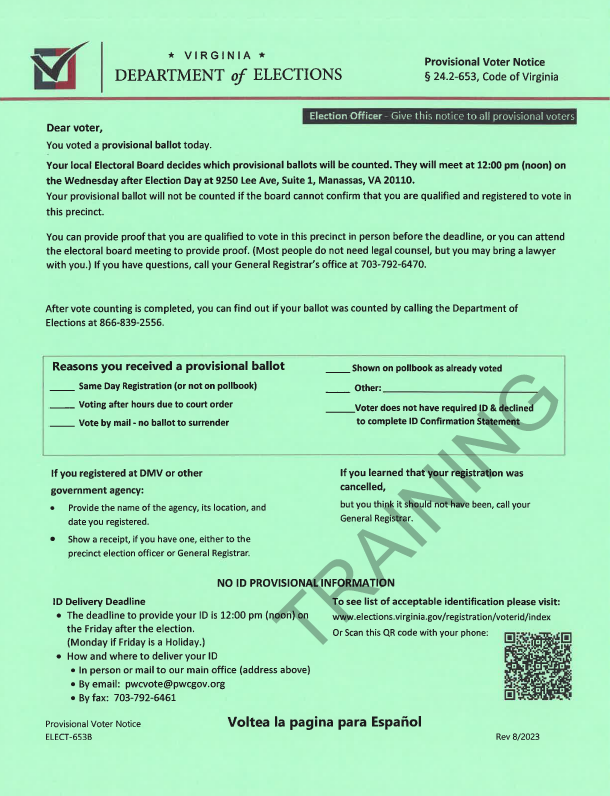 ★ VIRGINIA ★
DEPARTMENT of ELECTIONS
Provisional Voter Notice
§ 24.2-653, Code of Virginia
Election Officer - Give this notice to all provisional voters
Dear voter,
You voted a provisional ballot today.
Your local Electoral Board decides which provisional ballots will be counted. They will meet at 12:00 pm (noon) on
the Wednesday after Election Day at 9250 Lee Ave, Suite 1, Manassas, VA 20110.
Your provisional ballot will not be counted if the board cannot confirm that you are qualified and registered to vote in
this precinct.
You can provide proof that you are qualified to vote in this precinct in person before the deadline, or you can attend
the electoral board meeting to provide proof. (Most people do not need legal counsel, but you may bring a lawyer
with you.) If you have questions, call your General Registrar's office at 703-792-6470.
After vote counting is completed, you can find out if your ballot was counted by calling the Department of
Elections at 866-839-2556.
Reasons you received a provisional ballot
_____ Same Day Registration (or not on pollbook)
_____ Voting after hours due to court order
_____ Vote by mail - no ballot to surrender
_____ Shown on pollbook as already voted
_____ Other: ______________________________
_____ Voter does not have required ID & declined
to complete ID Confirmation Statement
If you registered at DMV or other
government agency:
• Provide the name of the agency, its location, and
date you registered.
• Show a receipt, if you have one, either to the
precinct election officer or General Registrar.
If you learned that your registration was
cancelled,
but you think it should not have been, call your
General Registrar.
TRAINING
NO ID PROVISIONAL INFORMATION
ID Delivery Deadline
• The deadline to provide your ID is 12:00 pm (noon) on
the Friday after the election.
(Monday if Friday is a Holiday.)
• How and where to deliver your ID
• In person or mail to our main office (address above)
• By email: pwcvote@pwcgov.org
• By fax: 703-792-6461
To see list of acceptable identification please visit:
www.elections.virginia.gov/registration/voterid/index
Or Scan this QR code with your phone:
Provisional Voter Notice
ELECT-653B
Voltea la pagina para Español
Rev 8/2023